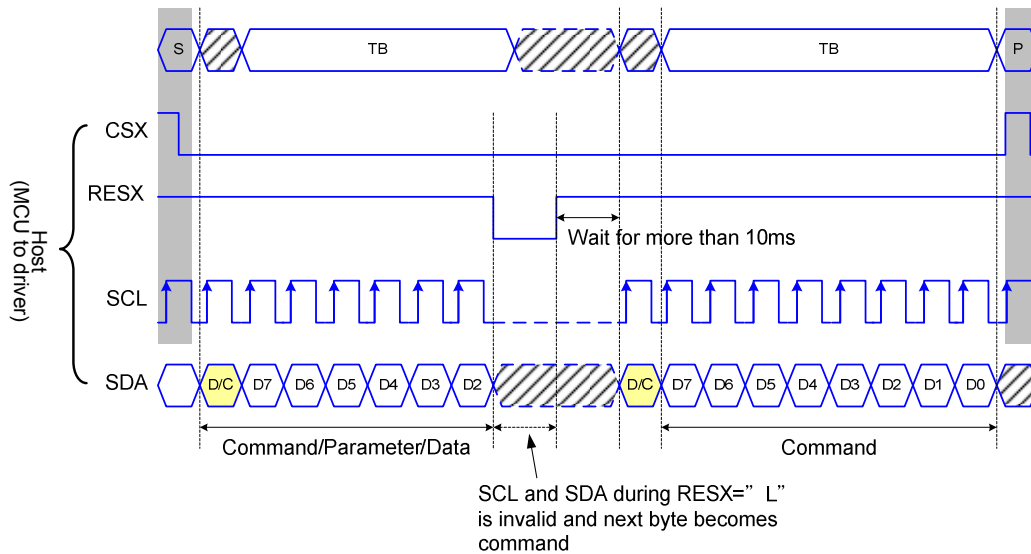 S
TB
TB
P
CSX
RESX
Wait for more than 10ms
Host
(MCU to driver)
SCL
SDA
D/C D7 D6 D5 D4 D3 D2
D/C D7 D6 D5 D4 D3 D2 D1 D0
Command/Parameter/Data
Command
SCL and SDA during RESX=” L”
is invalid and next byte becomes
command